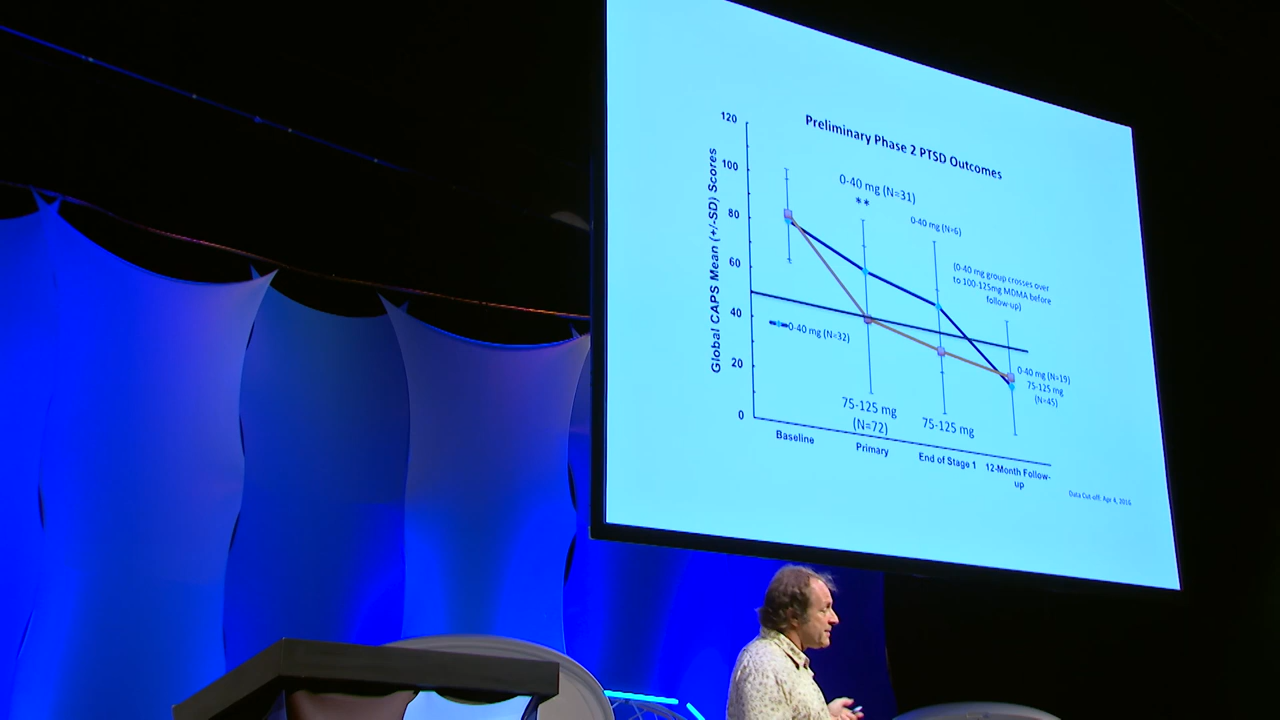 Preliminary Phase 2 PTSD Outcomes
Global CAPS Mean (+/-SD) Scores
120
100
80
60
40
20
0
0-40 mg (N=31)
**
0-40 mg (N=6)
(0-40 mg group crosses over
to 100-125mg MDMA before
follow-up)
0-40 mg (N=32)
0-40 mg (N=19)
75-125 mg
(N=45)
75-125 mg
(N=72)
75-125 mg
Baseline
Primary
End of Stage 1
12-Month Follow-
up
Data Cut-off: Apr 4, 2016